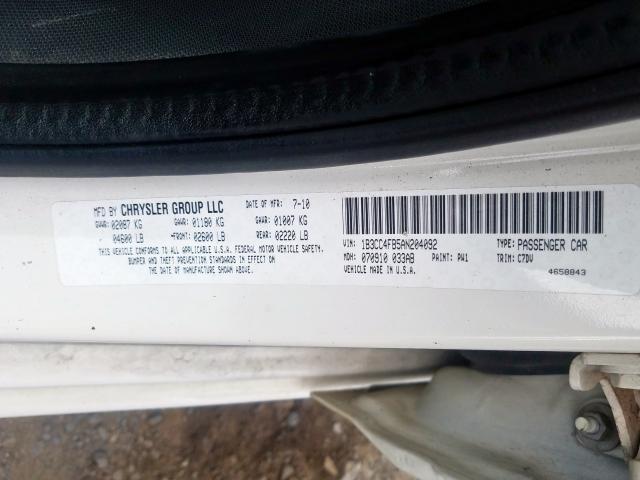 MFD BY CHRYSLER GROUP LLC DATE OF MFR: 7-10
GVWR: 02087 KG GAWR: 01180 KG GAWR: 01007 KG
04600 LB FRONT: 02600 LB REAR: 02220 LB
THIS VEHICLE CONFORMS TO ALL APPLICABLE U.S.A. FEDERAL MOTOR VEHICLE SAFETY,
BUMPER AND THEFT PREVENTION STANDARDS IN EFFECT ON
THE DATE OF MANUFACTURE SHOWN ABOVE.
VIN: 1B3CC4FB5AN204092 TYPE: PASSENGER CAR
MDH: 070910 033AB PAINT: PW1 TRIM: C7DV
VEHICLE MADE IN U.S.A. 4658843